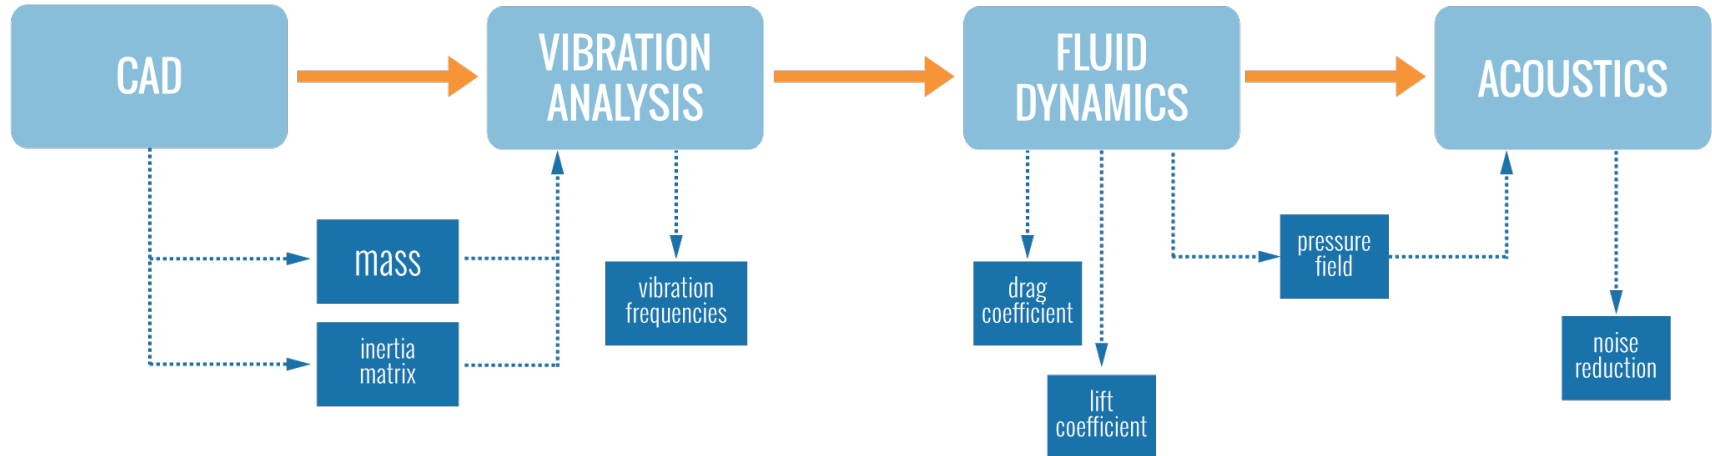 CAD
VIBRATION
ANALYSIS
FLUID
DYNAMICS
ACOUSTICS
mass
inertia
matrix
vibration
frequencies
drag
coefficient
lift
coefficient
pressure
field
noise
reduction